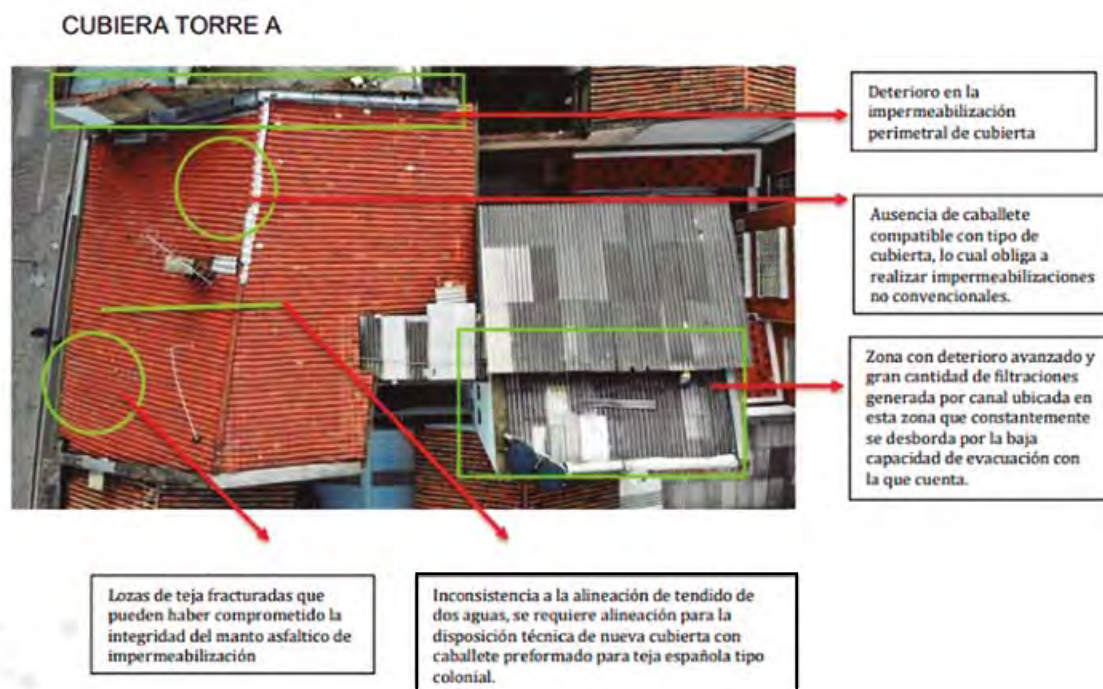 CUBIERA TORRE A
Deterioro en la
impermeabilización
perimetral de cubierta
Ausencia de caballete
compatible con tipo de
cubierta, lo cual obliga a
realizar impermeabilizaciones
no convencionales.
Zona con deterioro avanzado y
gran cantidad de filtraciones
generada por canal ubicada en
esta zona que constantemente
se desborda por la baja
capacidad de evacuación con
la que cuenta.
Lozas de teja fracturadas que
pueden haber comprometido la
integridad del manto asfaltico de
impermeabilización
Inconsistencia a la alineación de tendido de
dos aguas, se requiere alineación para la
disposición técnica de nueva cubierta con
caballete preformado para teja española tipo
colonial.